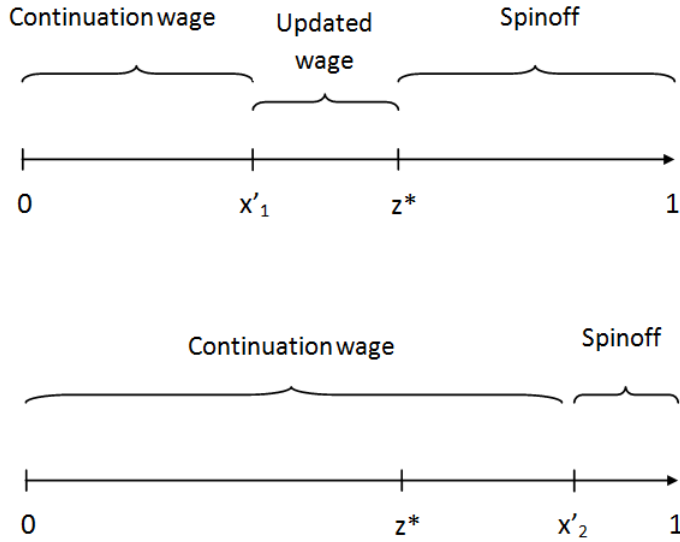 Continuation wage
Updated
wage
Spinoff
0
x'₁
z*
1
Continuation wage
Spinoff
0
z*
x'₂
1